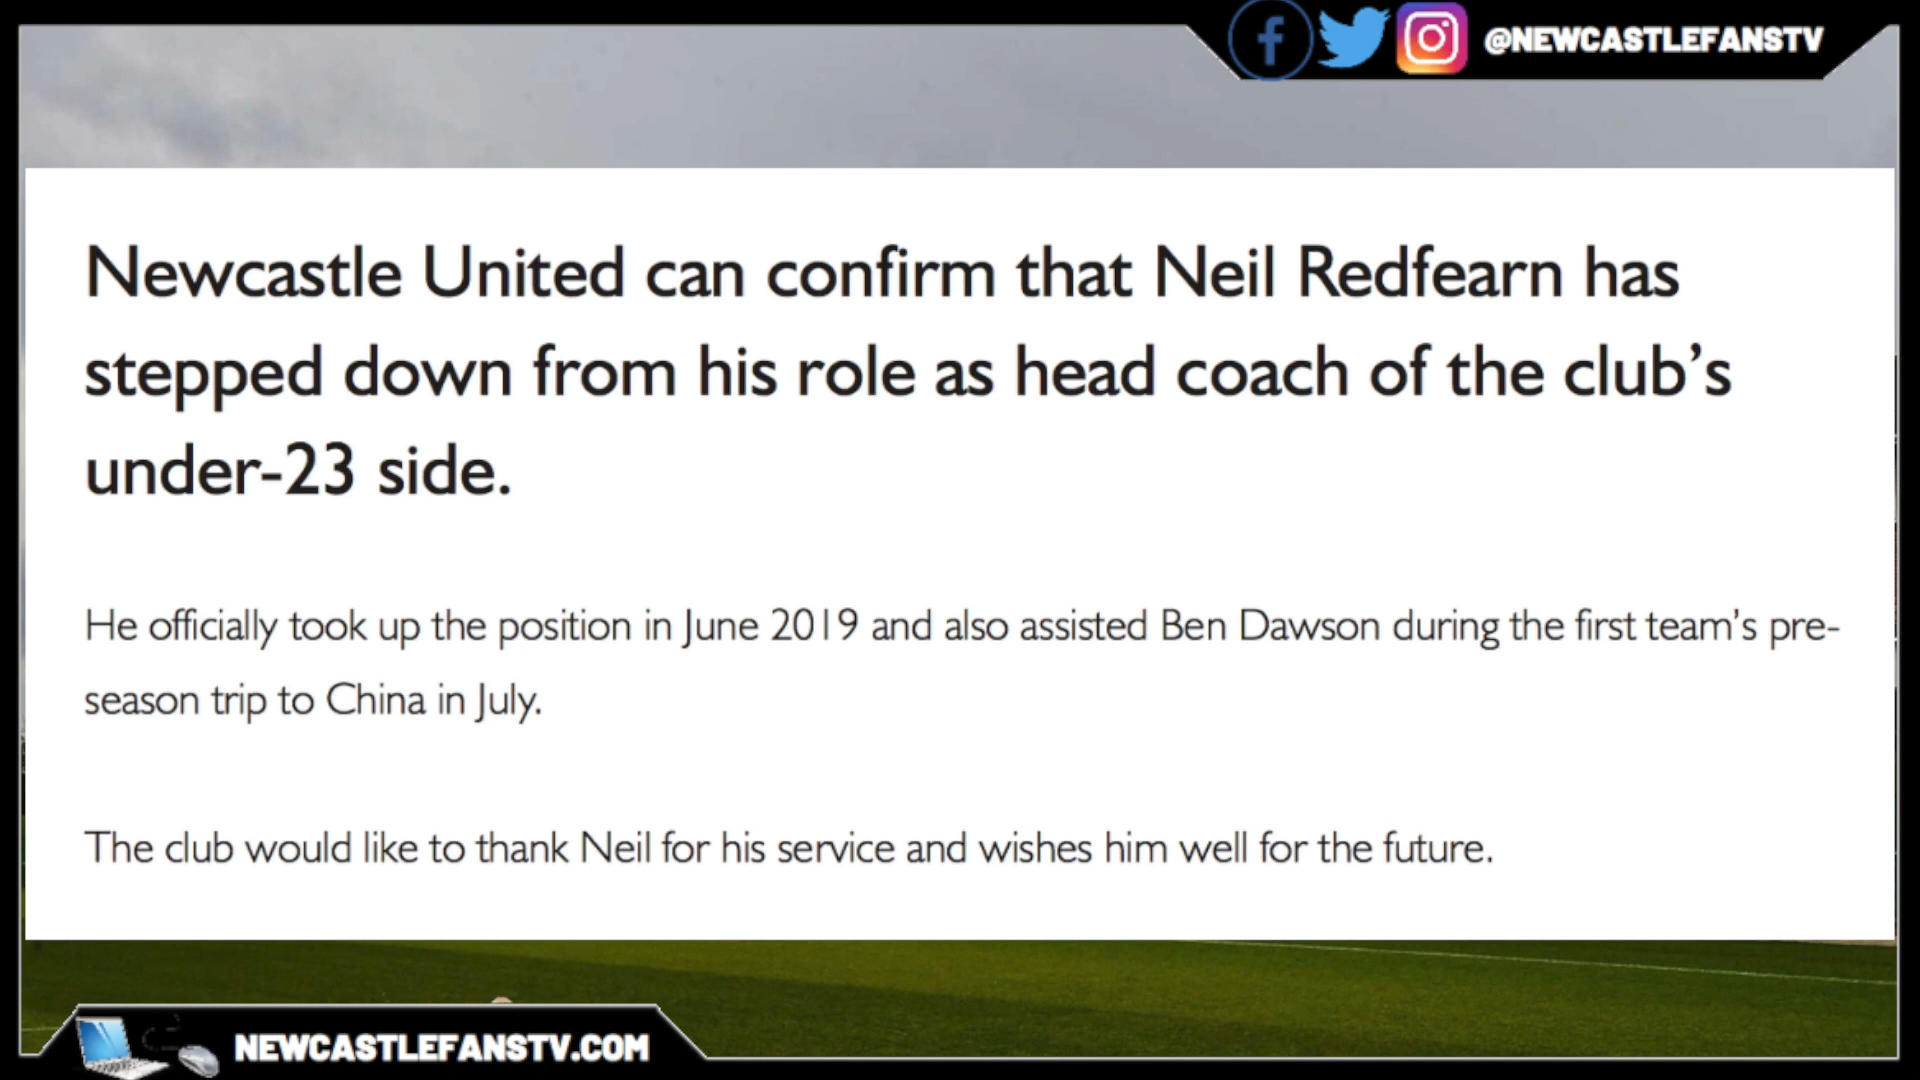 @NEWCASTLEFANSTV
Newcastle United can confirm that Neil Redfearn has
stepped down from his role as head coach of the club’s
under-23 side.
He officially took up the position in June 2019 and also assisted Ben Dawson during the first team’s pre-
season trip to China in July.
The club would like to thank Neil for his service and wishes him well for the future.
NEWCASTLEFANSTV.COM